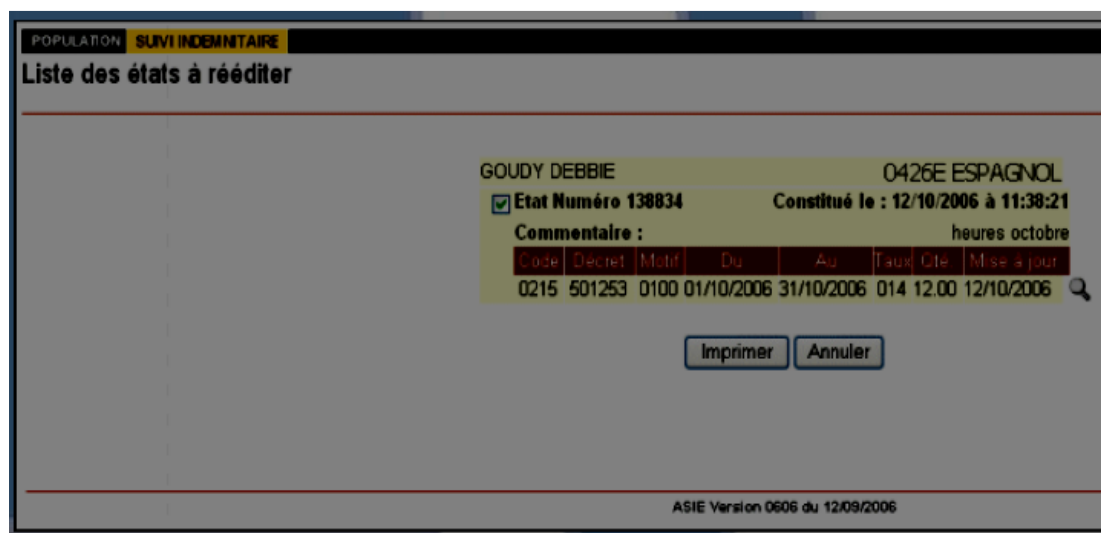 POPULATION SUIVI INDEMNITAIRE
Liste des états à rééditer
GOUDY DEBBIE 0426E ESPAGNOL
Etat Numéro 138834 Constitué le : 12/10/2006 à 11:38:21
Commentaire : heures octobre
Code Décret Motif Du Au Taux Qté Mise à jour
0215 501253 0100 01/10/2006 31/10/2006 014 12.00 12/10/2006
Imprimer Annuler
ASIE Version 0606 du 12/09/2006